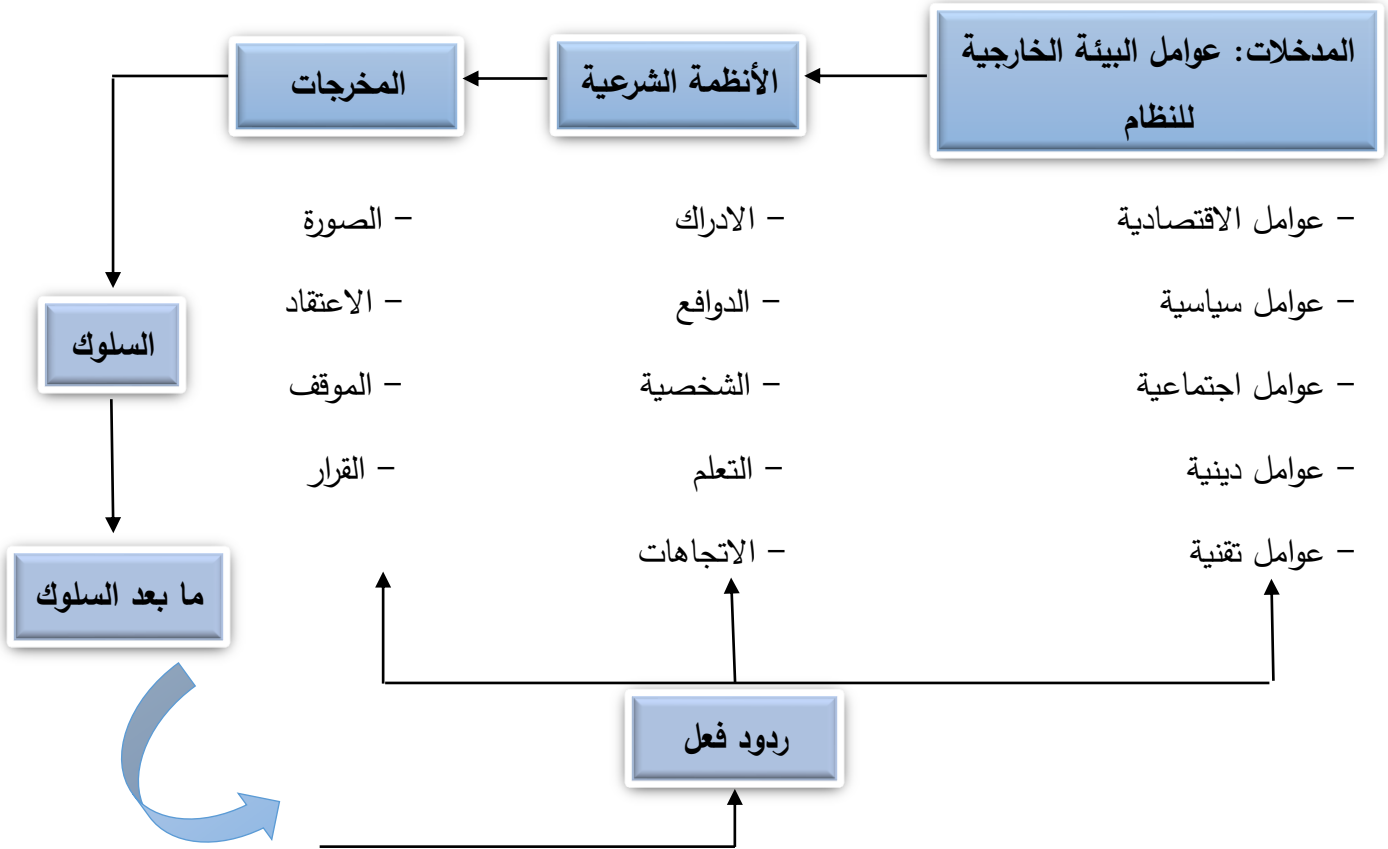 المدخلات: عوامل البيئة الخارجية
للنظام
الأنظمة الشرعية
المخرجات
- عوامل الاقتصادية
- عوامل سياسية
- عوامل اجتماعية
- عوامل دينية
- عوامل تقنية
- الادراك
- الدوافع
- الشخصية
- التعلم
- الاتجاهات
- الصورة
- الاعتقاد
- الموقف
- القرار
السلوك
ما بعد السلوك
ردود فعل